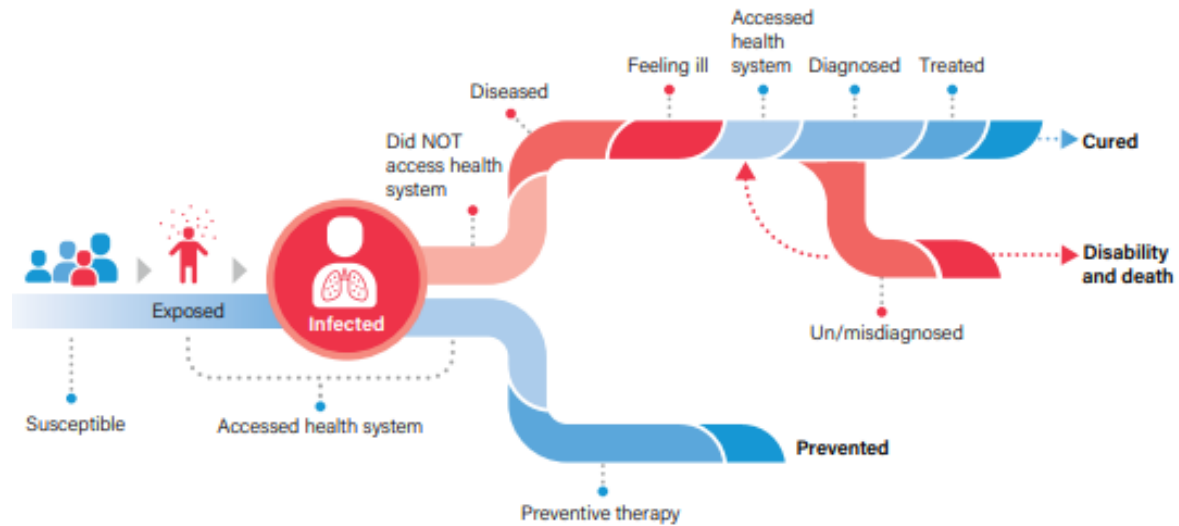 Accessed
health
system
Feeling ill
Diagnosed
Treated
Diseased
Did NOT
access health
system
Cured
Disability
and death
Exposed
Infected
Un/misdiagnosed
Susceptible
Accessed health system
Prevented
Preventive therapy